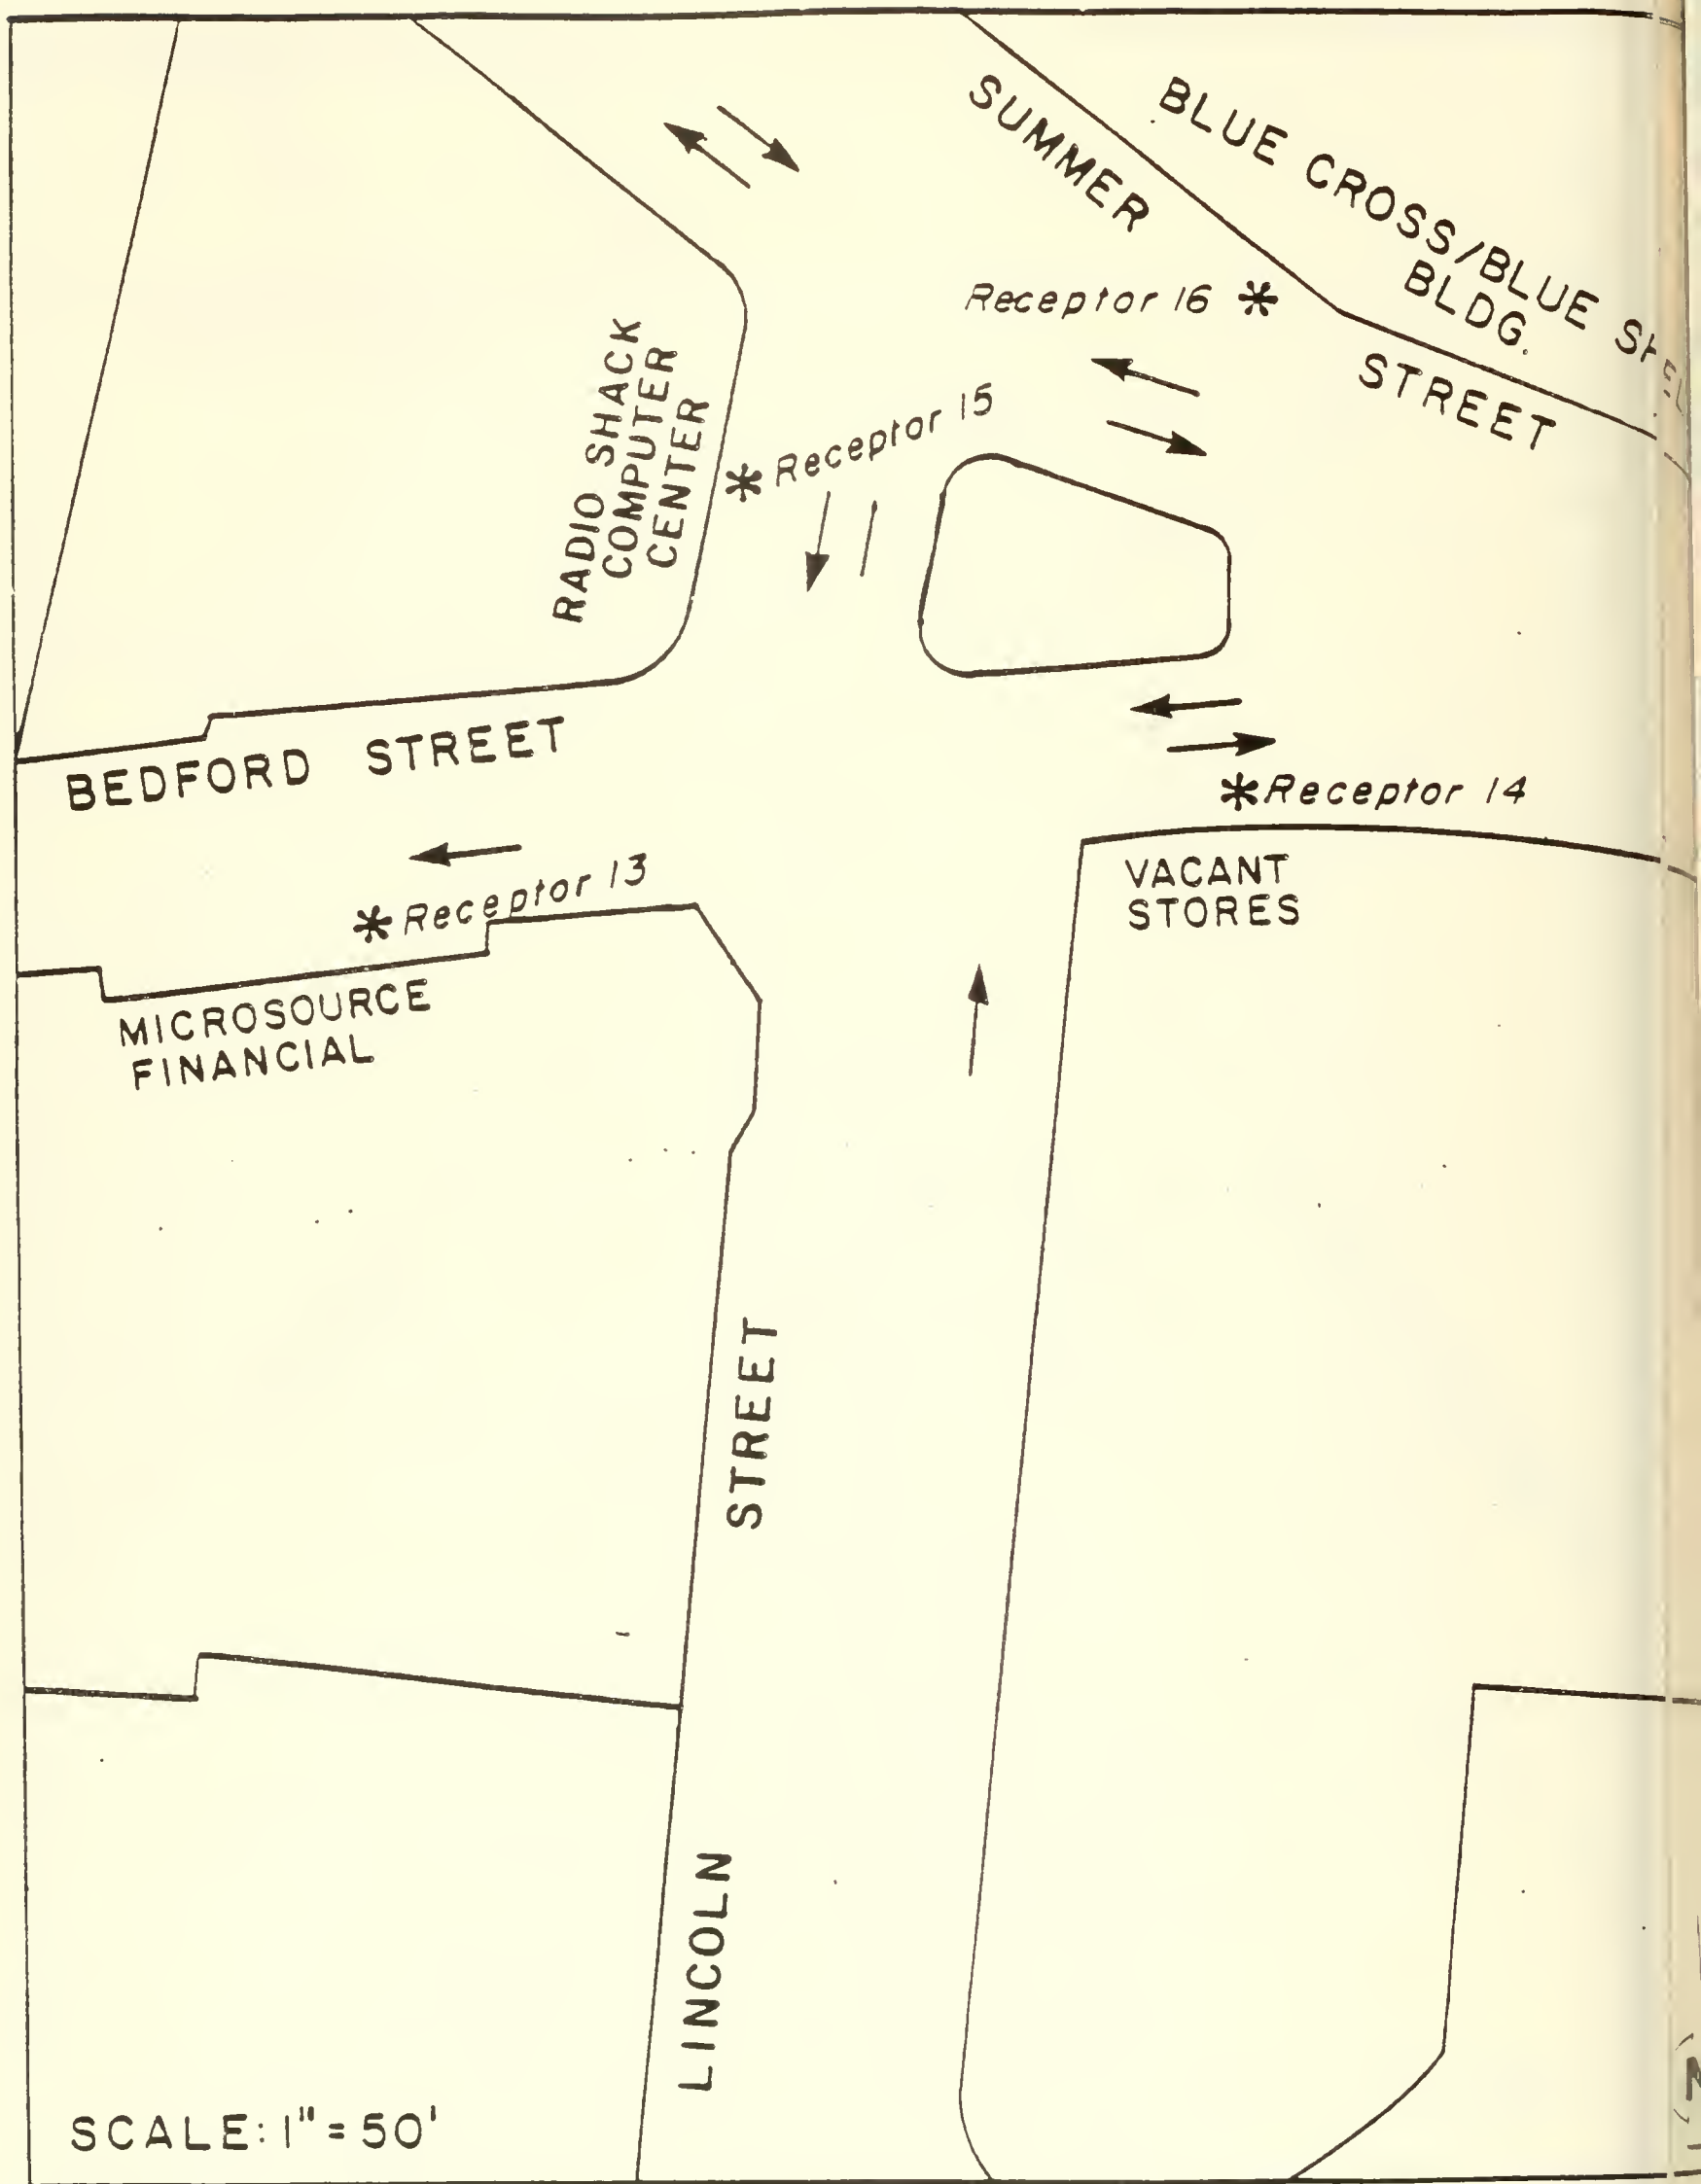 SUMMER
STREET
BLUE CROSS/BLUE
BLDG.
Receptor 16
RADIO SHACK
COMPUTER
CENTER
Receptor 15
BEDFORD STREET
Receptor 14
VACANT
STORES
Receptor 13
MICROSOURCE
FINANCIAL
LINCOLN STREET
SCALE: 1" = 50'